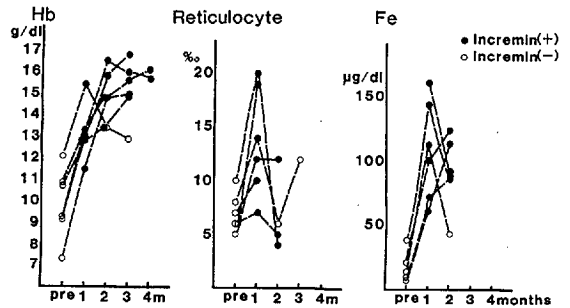 Hb
g/dl
17
16
15
14
13
12
11
10
9
8
7
pre 1 2 3 4m
Reticulocyte
‰
20
15
10
5
pre 1 2 3 4m
Fe
● Incremin(+)
○ Incremin(−)
μg/dl
150
100
50
pre 1 2 3 4months